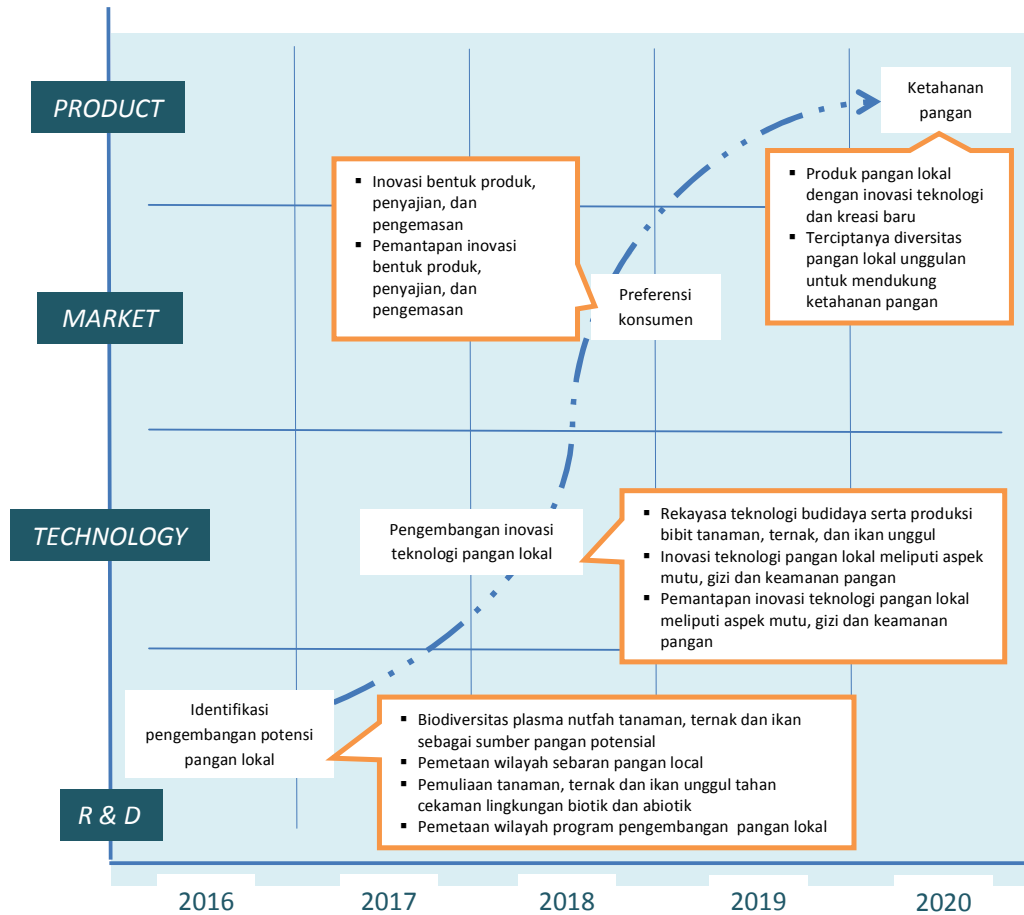 PRODUCT
Ketahanan
pangan
▪ Produk pangan lokal
dengan inovasi teknologi
dan kreasi baru
▪ Terciptanya diversitas
pangan lokal unggulan
untuk mendukung
ketahanan pangan
▪ Inovasi bentuk produk,
penyajian, dan
pengemasan
▪ Pemantapan inovasi
bentuk produk,
penyajian, dan
pengemasan
MARKET
Preferensi
konsumen
TECHNOLOGY
Pengembangan inovasi
teknologi pangan lokal
▪ Rekayasa teknologi budidaya serta produksi
bibit tanaman, ternak, dan ikan unggul
▪ Inovasi teknologi pangan lokal meliputi aspek
mutu, gizi dan keamanan pangan
▪ Pemantapan inovasi teknologi pangan lokal
meliputi aspek mutu, gizi dan keamanan
pangan
Identifikasi
pengembangan potensi
pangan lokal
▪ Biodiversitas plasma nutfah tanaman, ternak dan ikan
sebagai sumber pangan potensial
▪ Pemetaan wilayah sebaran pangan local
▪ Pemuliaan tanaman, ternak dan ikan unggul tahan
cekaman lingkungan biotik dan abiotik
▪ Pemetaan wilayah program pengembangan pangan lokal
R & D
2016 2017 2018 2019 2020